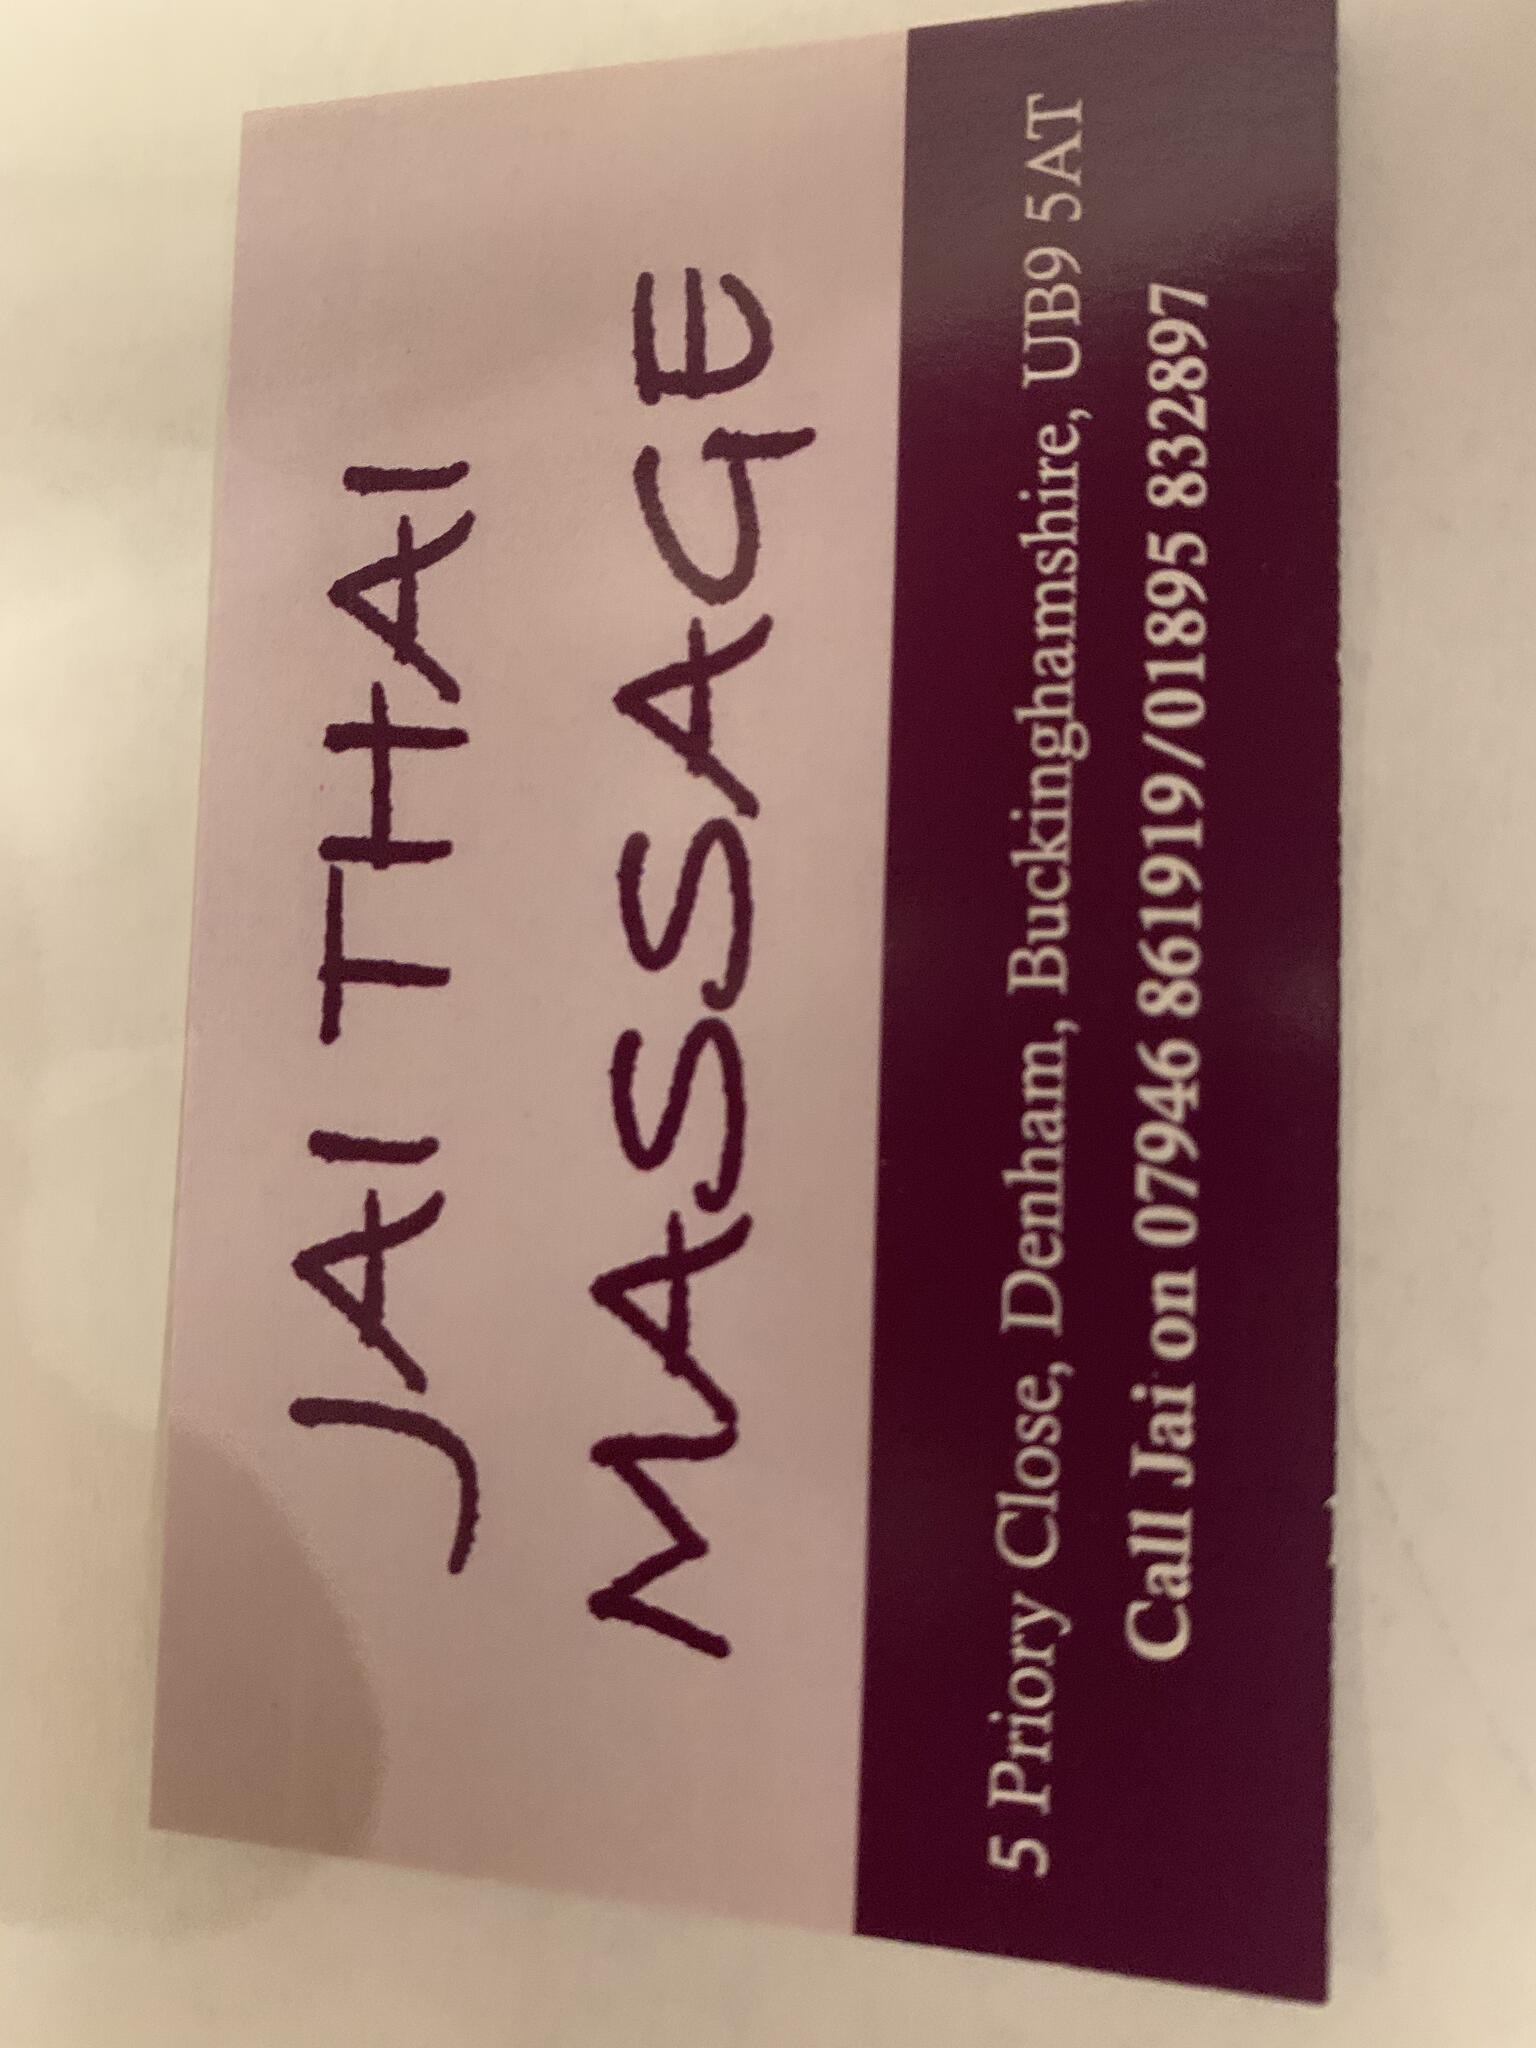 JAI THAI
MASSAGE
5 Priory Close, Denham, Buckinghamshire, UB9 5AT
Call Jai on 07946 861919/01895 832897